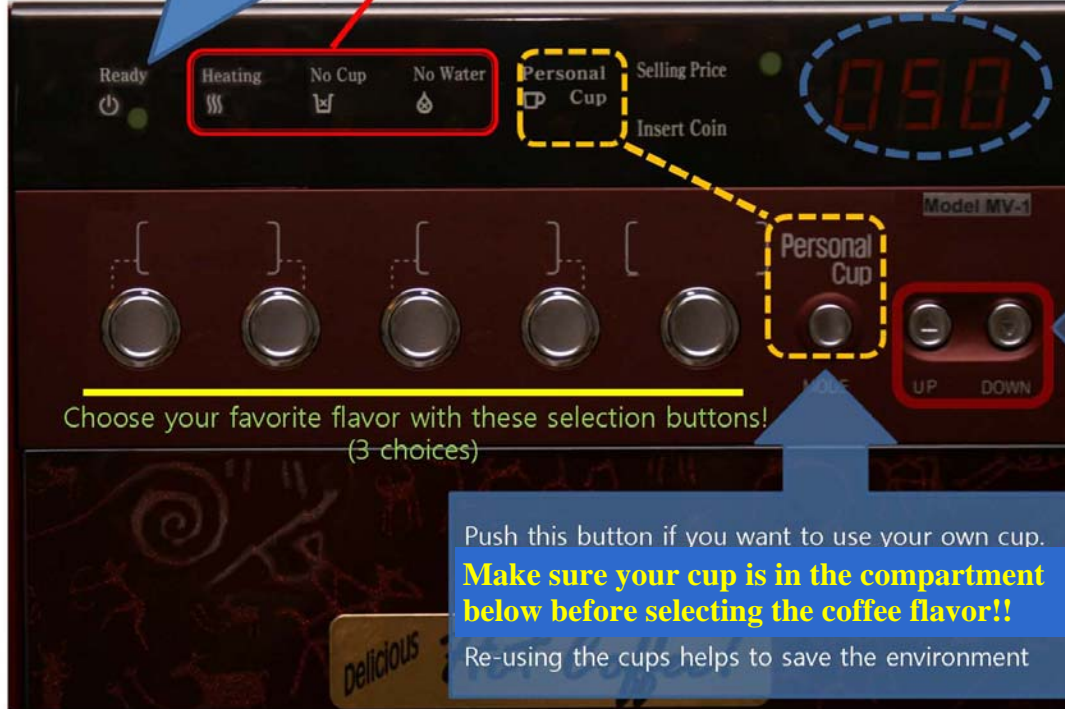 Ready
Heating
No Cup
No Water
Personal
Cup
Selling Price
Insert Coin
050
Model MV-1
Personal
Cup
MODE
UP
DOWN
Choose your favorite flavor with these selection buttons!
(3 choices)
Push this button if you want to use your own cup.
Make sure your cup is in the compartment
below before selecting the coffee flavor!!
Re-using the cups helps to save the environment
Delicious